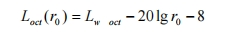 L_oct(r_0) = L_w oct − 20 lg r_0 − 8